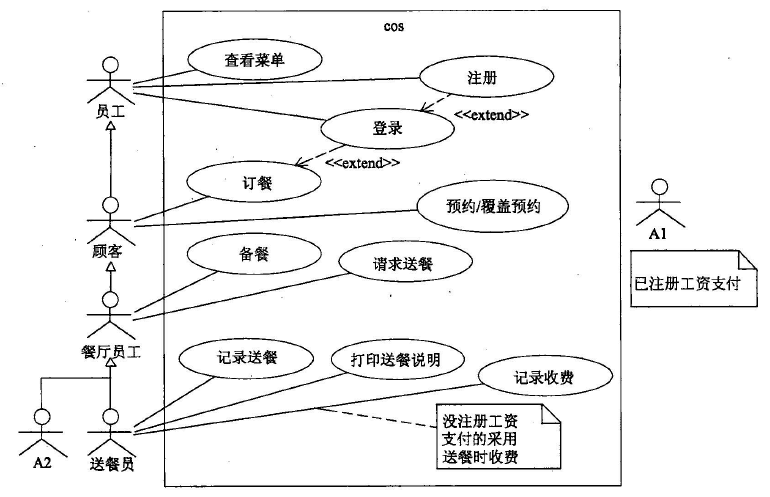 cos
查看菜单
注册
员工
<<extend>>
登录
<<extend>>
订餐
预约/覆盖预约
A1
顾客
备餐
请求送餐
已注册工资支付
餐厅员工
记录送餐
打印送餐说明
记录收费
没注册工资
支付的采用
送餐时收费
A2
送餐员